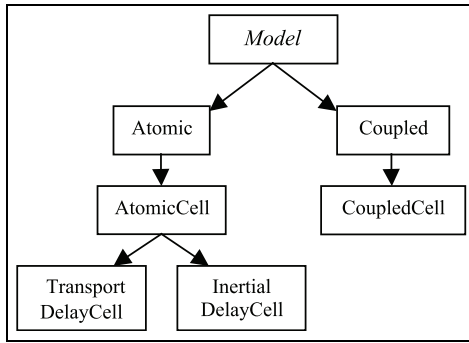 Model
Atomic
Coupled
AtomicCell
CoupledCell
Transport
DelayCell
Inertial
DelayCell